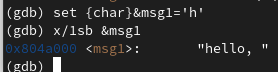 (gdb) set {char}&msg1='h'
(gdb) x/1sb &msg1
0x804a000 <msg1>:        "hello, "
(gdb)